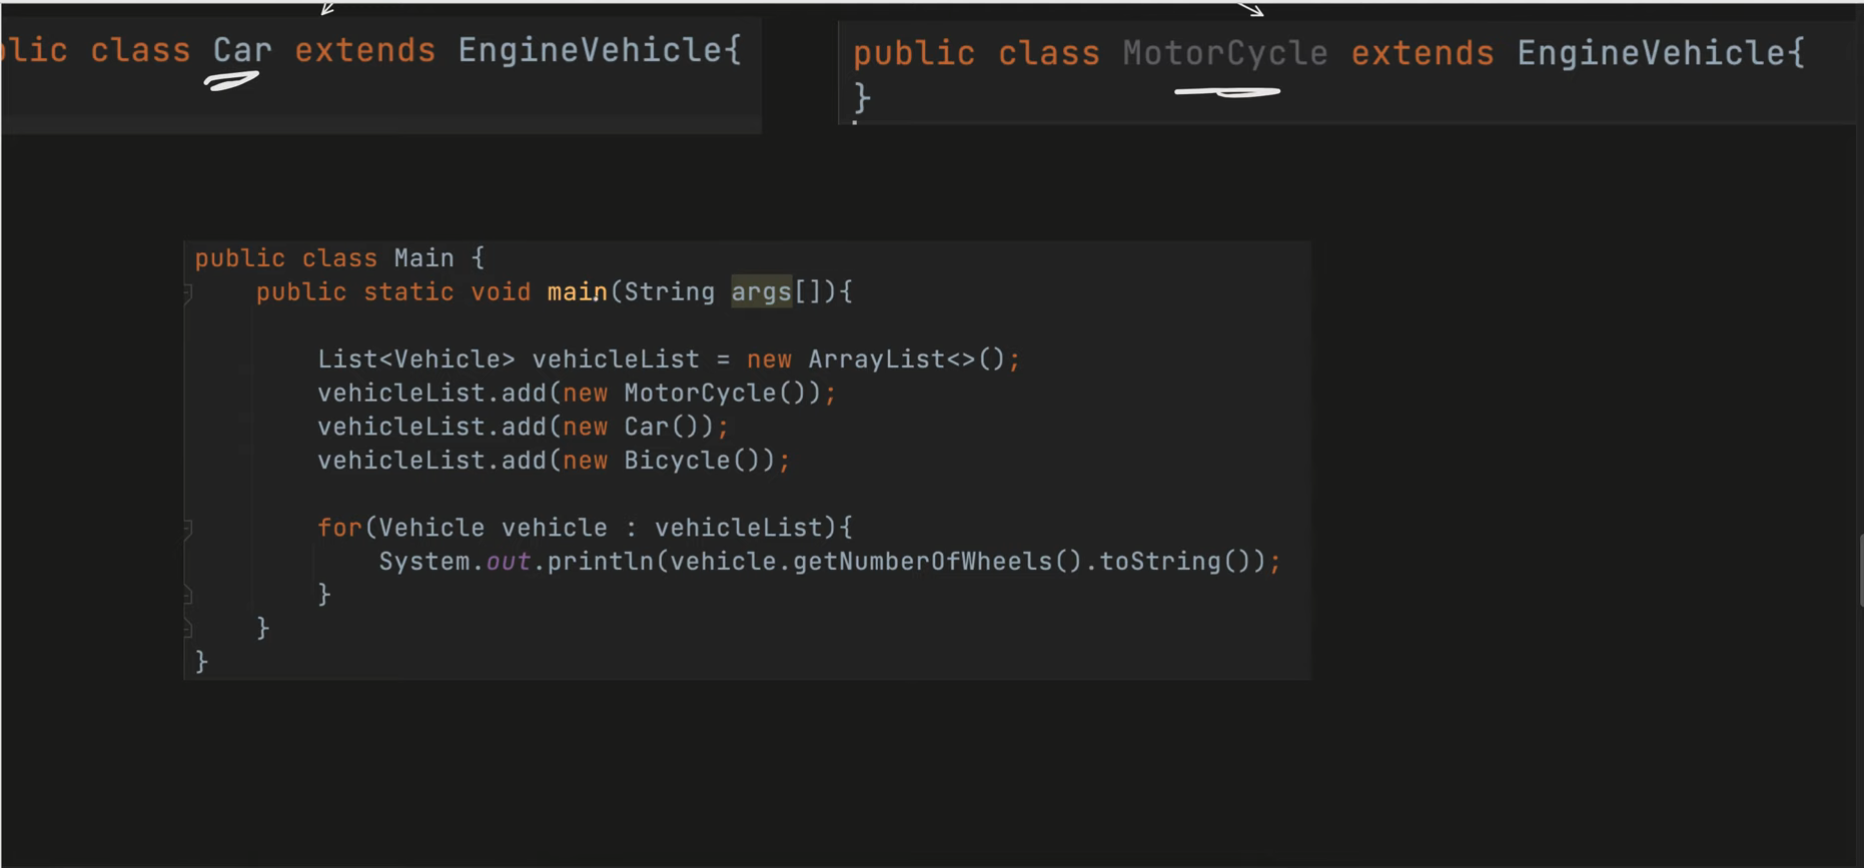 lic class Car extends EngineVehicle{
public class MotorCycle extends EngineVehicle{
}
public class Main {
public static void main(String args[]){
List<Vehicle> vehicleList = new ArrayList<>();
vehicleList.add(new MotorCycle());
vehicleList.add(new Car());
vehicleList.add(new Bicycle());
for(Vehicle vehicle : vehicleList){
System.out.println(vehicle.getNumberOfWheels().toString());
}
}
}